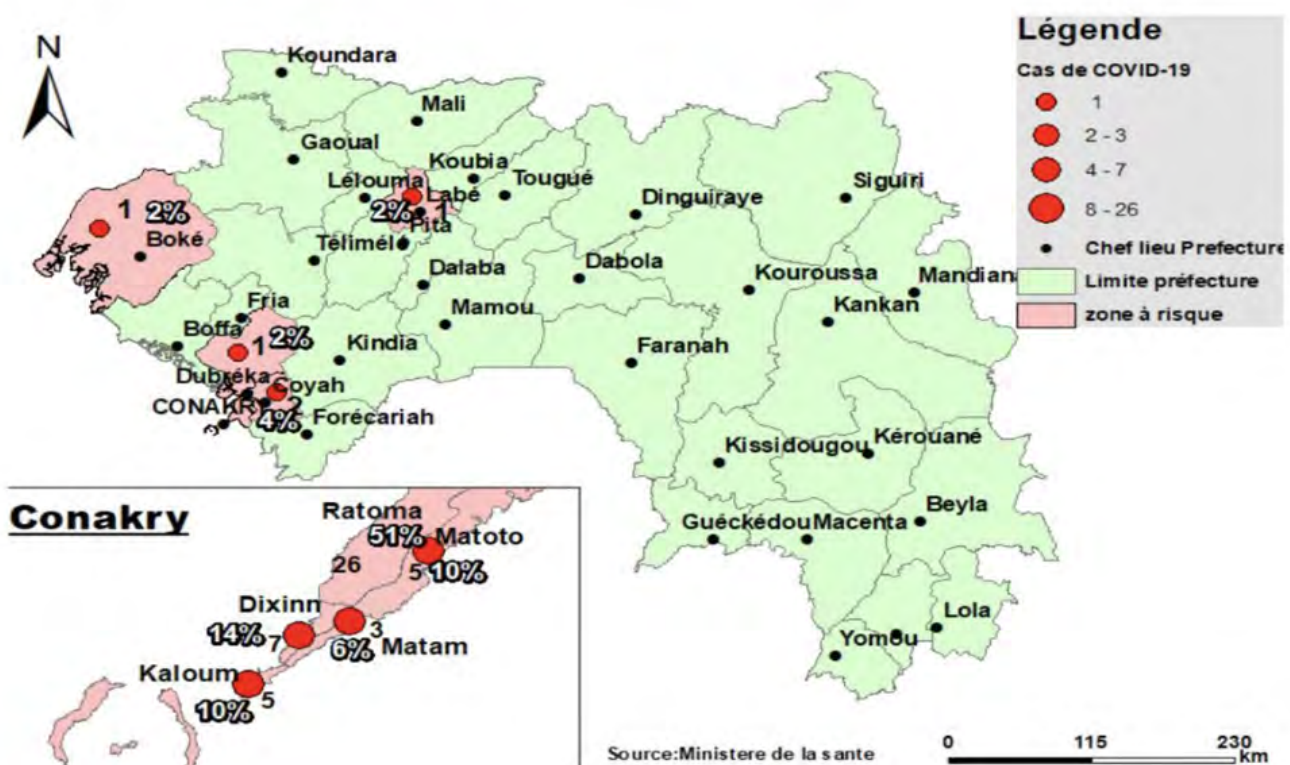 N
Koundara
Mali
Gaoual
Koubia
Lélouma
Labé
Tougué
2%
1
Pita
Dinguiraye
Siguiri
1
2%
Boké
Télimélé
Dalaba
Dabola
Kouroussa
Mandian
Kankan
Fria
Mamou
Boffa
1
2%
Kindia
Faranah
Dubréka
Coyah
CONAKR
2
4%
Forécariah
Kissidougou
Kérouané
Beyla
Guéckédou
Macenta
Lola
Yomou
Légende
Cas de COVID-19
1
2 - 3
4 - 7
8 - 26
Chef lieu Prefecture
Limite préfecture
zone à risque
Conakry
Ratoma
51%
Matoto
26
5
10%
Dixinn
14%
7
3
6%
Matam
Kaloum
5
10%
Source:Ministere de la sante
0 115 230
km